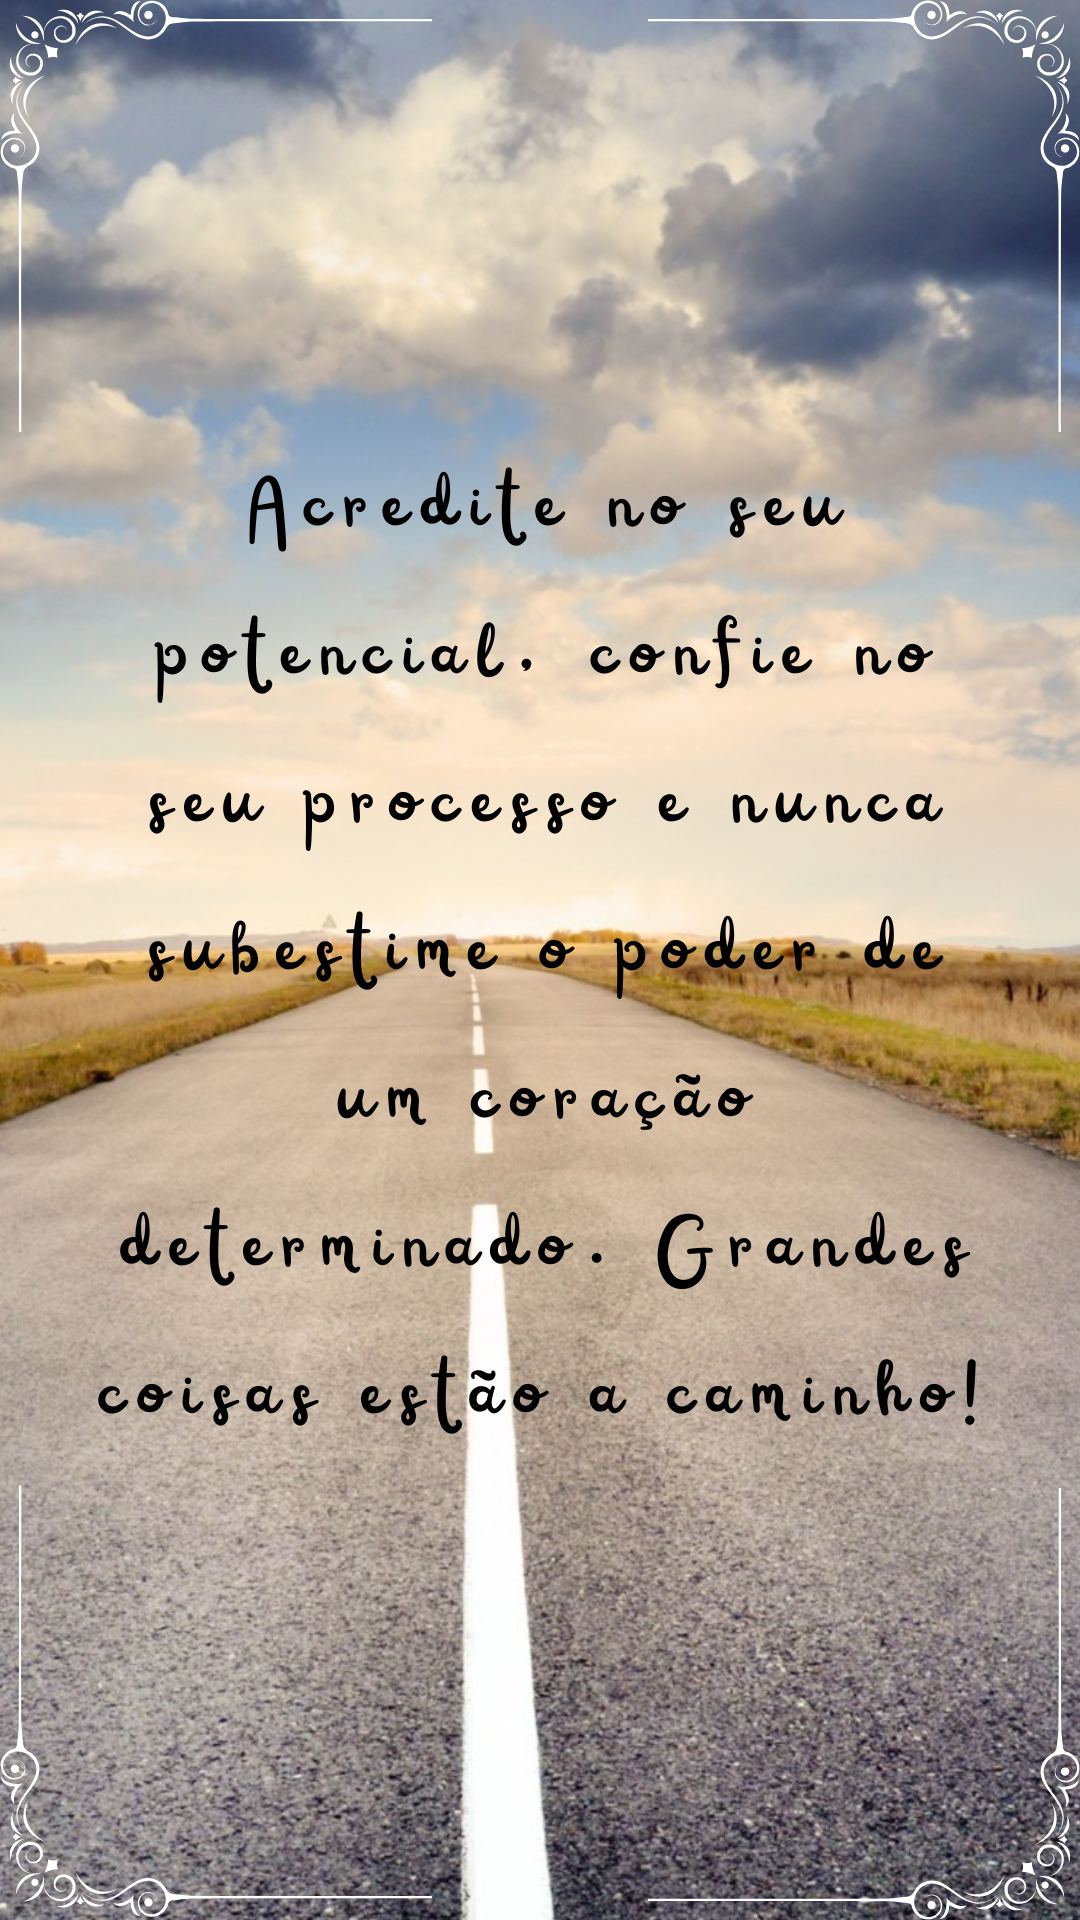 Acredite no seu
potencial, confie no
seu processo e nunca
subestime o poder de
um coração
determinado. Grandes
coisas estão a caminho!